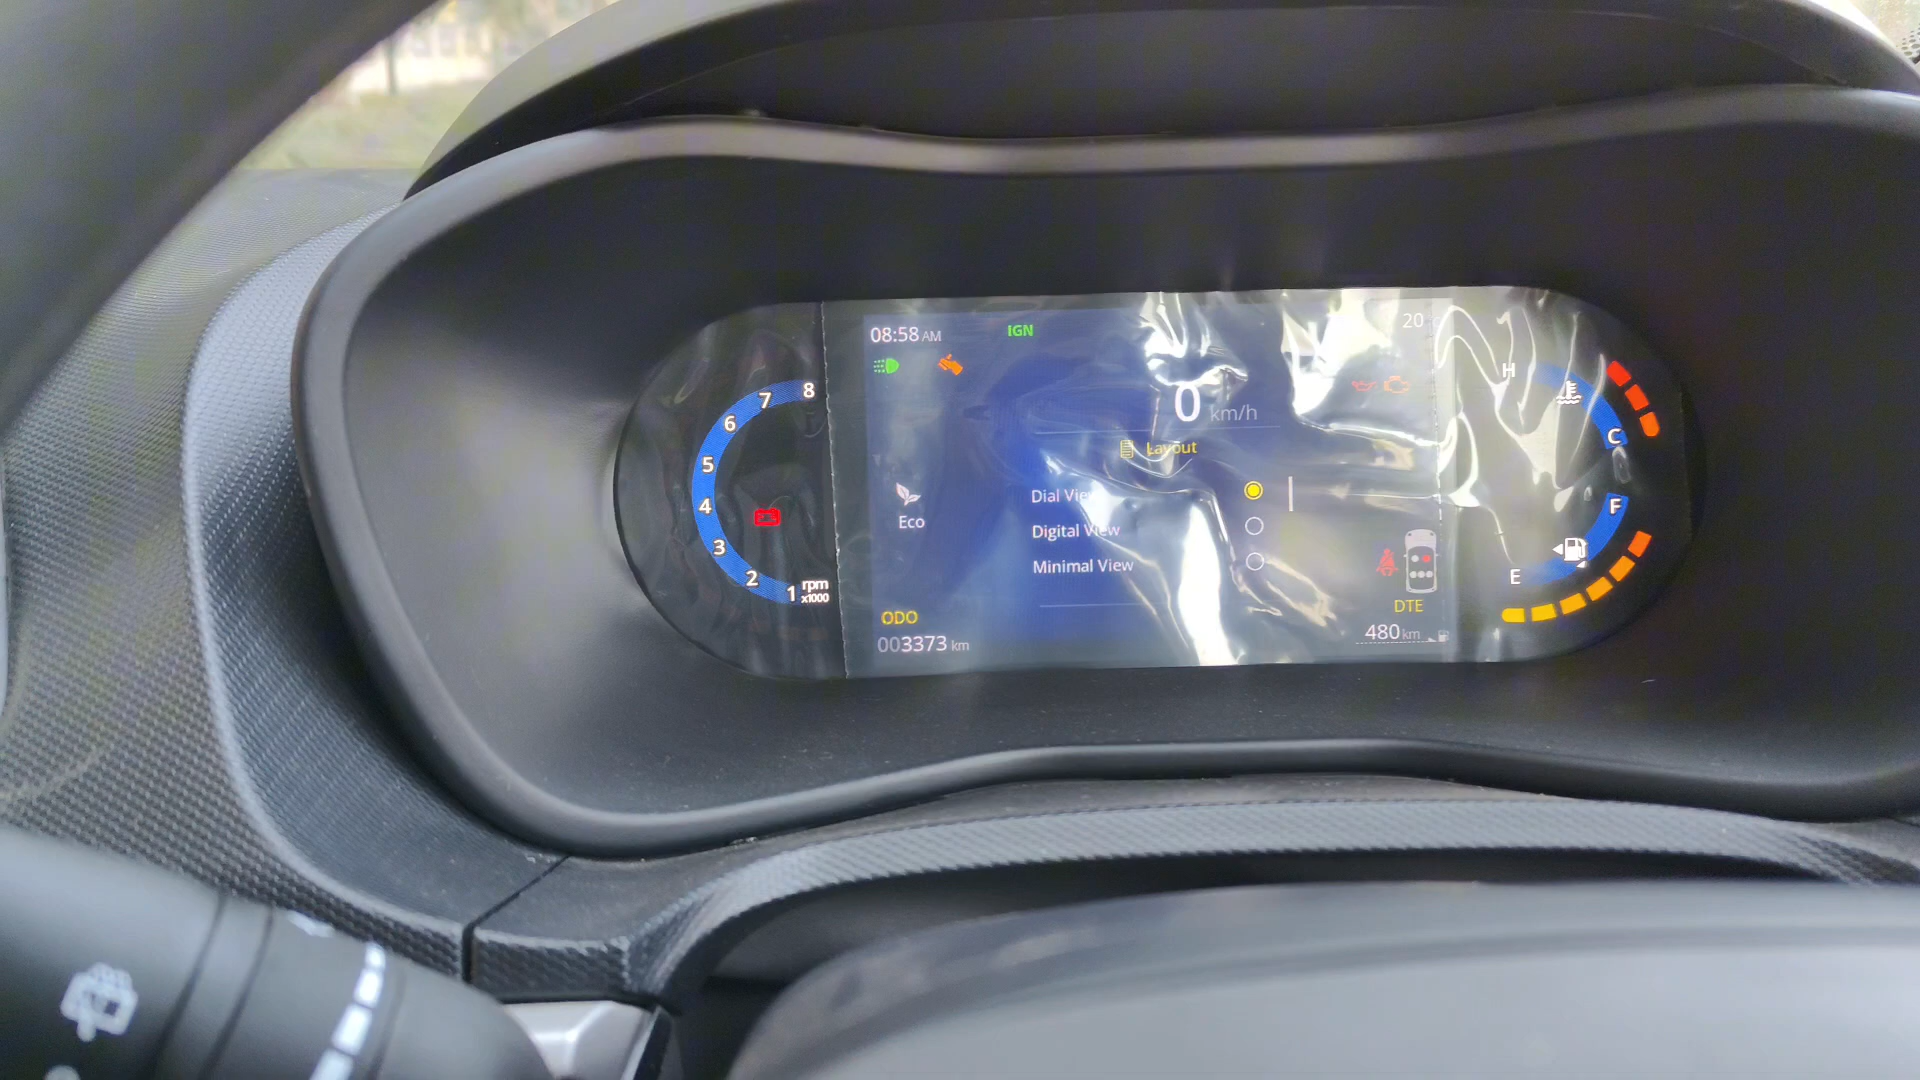 08:58 AM
IGN
20
0 km/h
Layout
Dial View
Digital View
Minimal View
Eco
ODO
003373 km
DTE
480 km
8
7
6
5
4
3
2
1
rpm
x1000
H
C
F
E